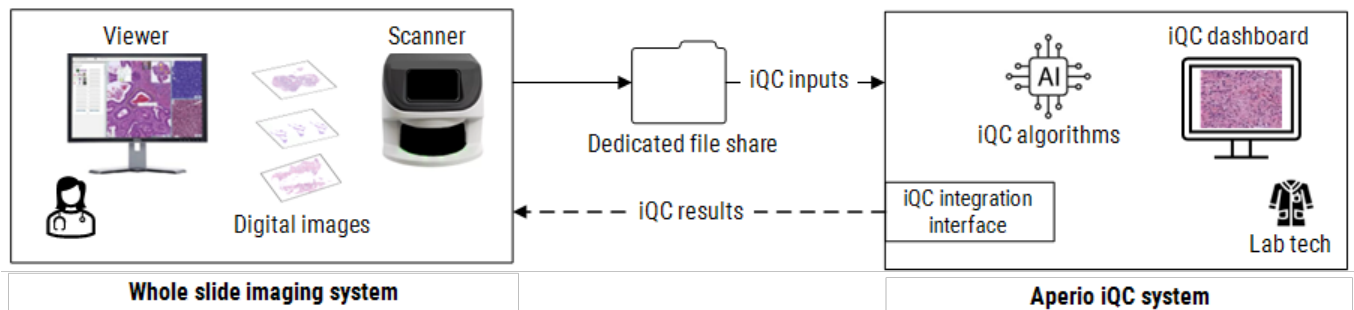 Viewer
Scanner
Digital images
Whole slide imaging system
Dedicated file share
iQC inputs
iQC results
AI
iQC algorithms
iQC dashboard
iQC integration
interface
Lab tech
Aperio iQC system